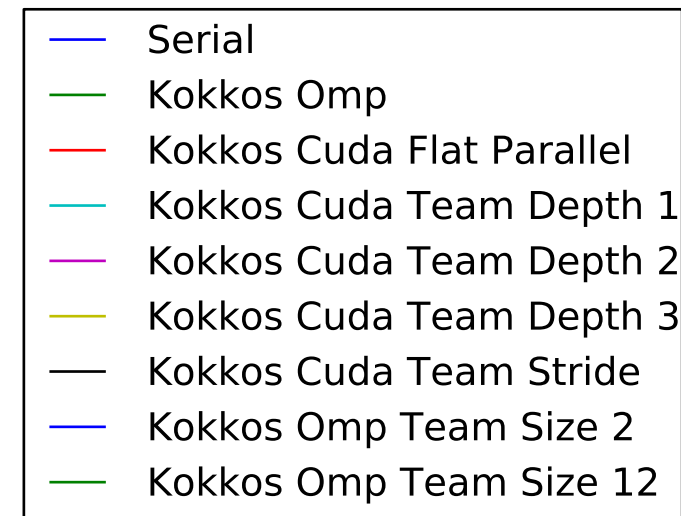 Serial
Kokkos Omp
Kokkos Cuda Flat Parallel
Kokkos Cuda Team Depth 1
Kokkos Cuda Team Depth 2
Kokkos Cuda Team Depth 3
Kokkos Cuda Team Stride
Kokkos Omp Team Size 2
Kokkos Omp Team Size 12